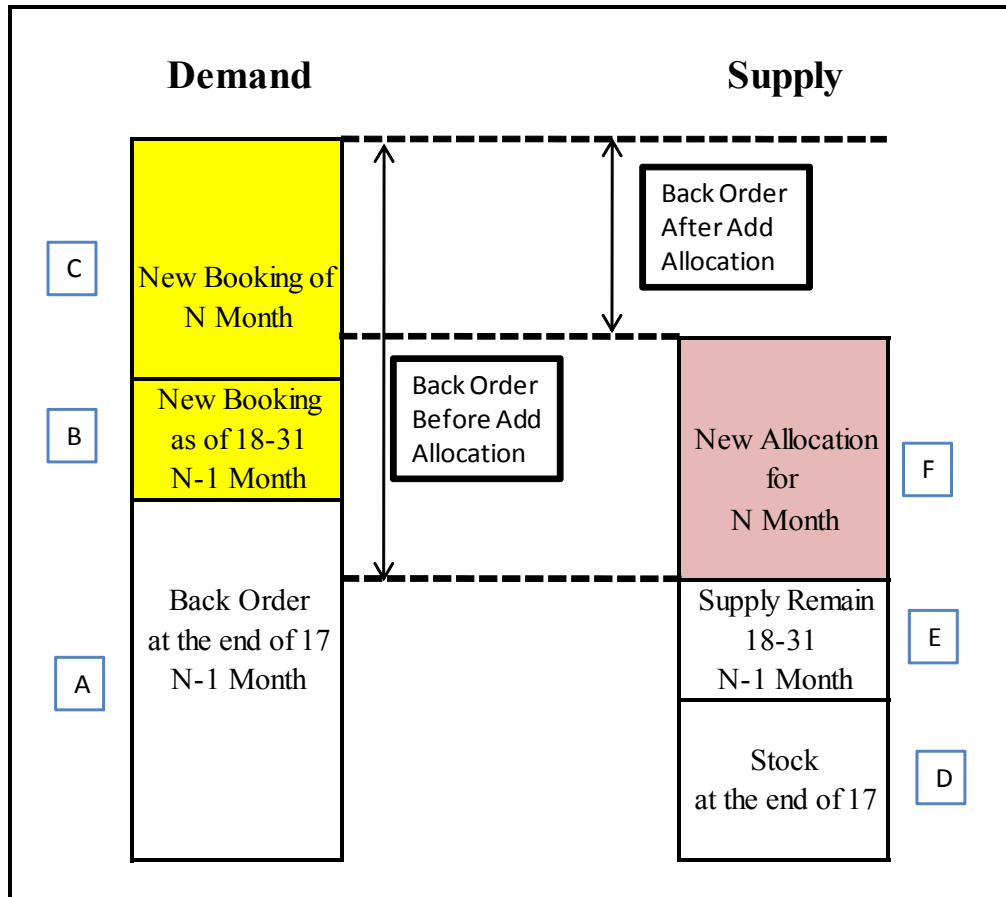 Demand
Supply
C
New Booking of
N Month
Back Order
After Add
Allocation
B
New Booking
as of 18-31
N-1 Month
Back Order
Before Add
Allocation
New Allocation
for
N Month
F
A
Back Order
at the end of 17
N-1 Month
Supply Remain
18-31
N-1 Month
E
Stock
at the end of 17
D